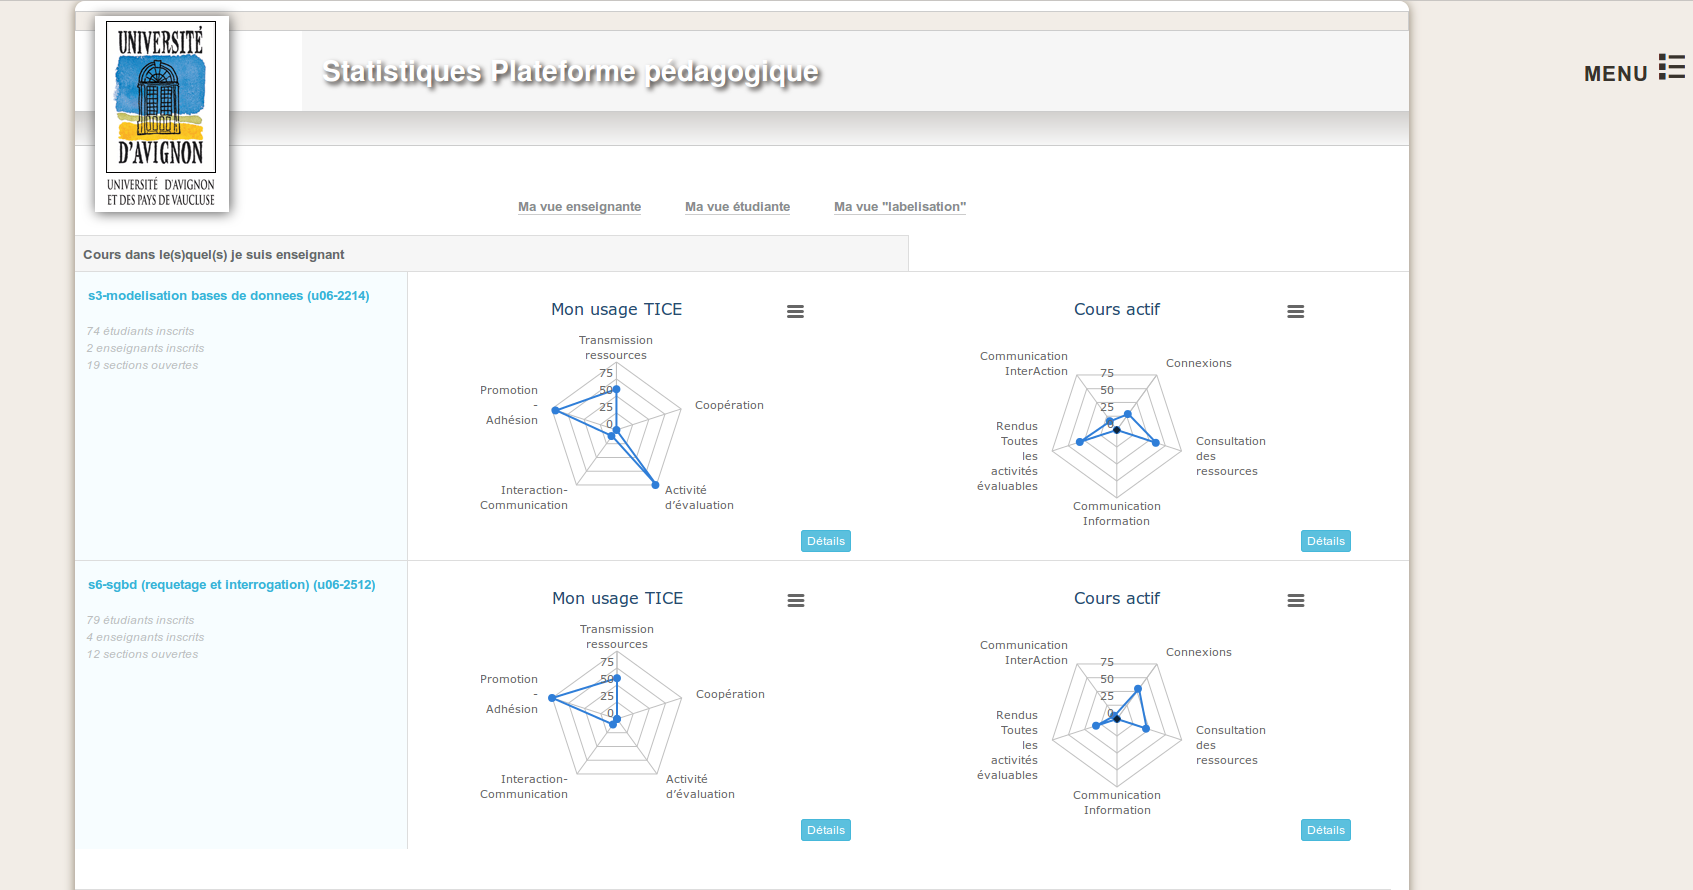 UNIVERSITÉ
D'AVIGNON
UNIVERSITÉ D'AVIGNON
ET DES PAYS DE VAUCLUSE
Statistiques Plateforme pédagogique
MENU
Ma vue enseignante
Ma vue étudiante
Ma vue "labelisation"
Cours dans le(s)quel(s) je suis enseignant
s3-modelisation bases de donnees (u06-2214)
74 étudiants inscrits
2 enseignants inscrits
19 sections ouvertes
Mon usage TICE
Transmission
ressources
Coopération
Activité
d'évaluation
Interaction-
Communication
Promotion
-
Adhésion
75
50
25
0
Détails
Cours actif
Connexions
Consultation
des
ressources
Communication
Information
Rendus
Toutes
les
activités
évaluables
Communication
InterAction
75
50
25
0
Détails
s6-sgbd (requetage et interrogation) (u06-2512)
79 étudiants inscrits
4 enseignants inscrits
12 sections ouvertes
Mon usage TICE
Transmission
ressources
Coopération
Activité
d'évaluation
Interaction-
Communication
Promotion
-
Adhésion
75
50
25
0
Détails
Cours actif
Connexions
Consultation
des
ressources
Communication
Information
Rendus
Toutes
les
activités
évaluables
Communication
InterAction
75
50
25
0
Détails